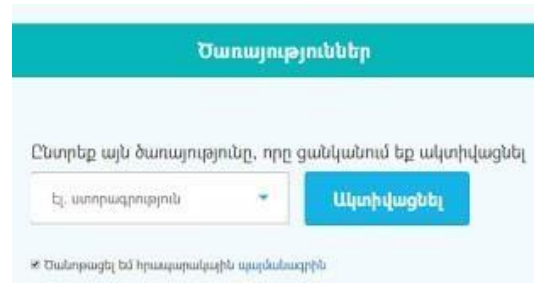 Ծառայություններ
Ընտրեք այն ծառայությունը, որը ցանկանում եք ակտիվացնել
Էլ. ստորագրություն
Ակտիվացնել
Ծանոթացել եմ հրապարակային պայմանագրին